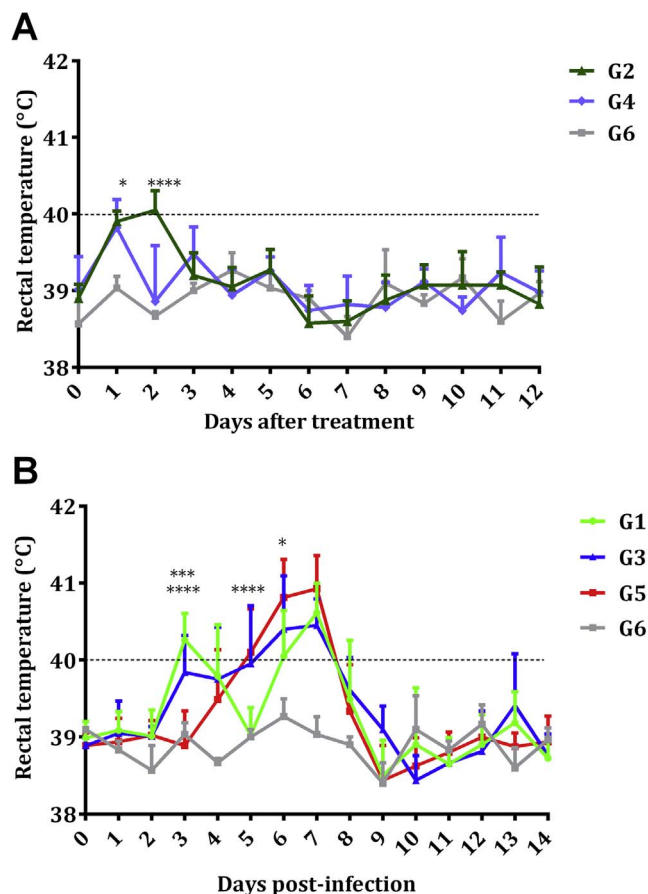 A
42
41
40
39
38
Rectal temperature (°C)
* ****
G2
G4
G6
0 1 2 3 4 5 6 7 8 9 10 11 12
Days after treatment
B
42
41
40
39
38
Rectal temperature (°C)
*
***
**** ****
G1
G3
G5
G6
0 1 2 3 4 5 6 7 8 9 10 11 12 13 14
Days post-infection